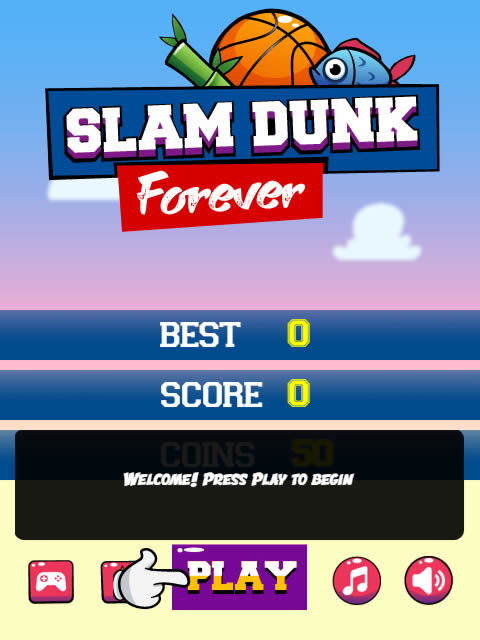 SLAM DUNK
Forever
BEST 0
SCORE 0
COINS 50
Welcome! Press Play to begin
PLAY